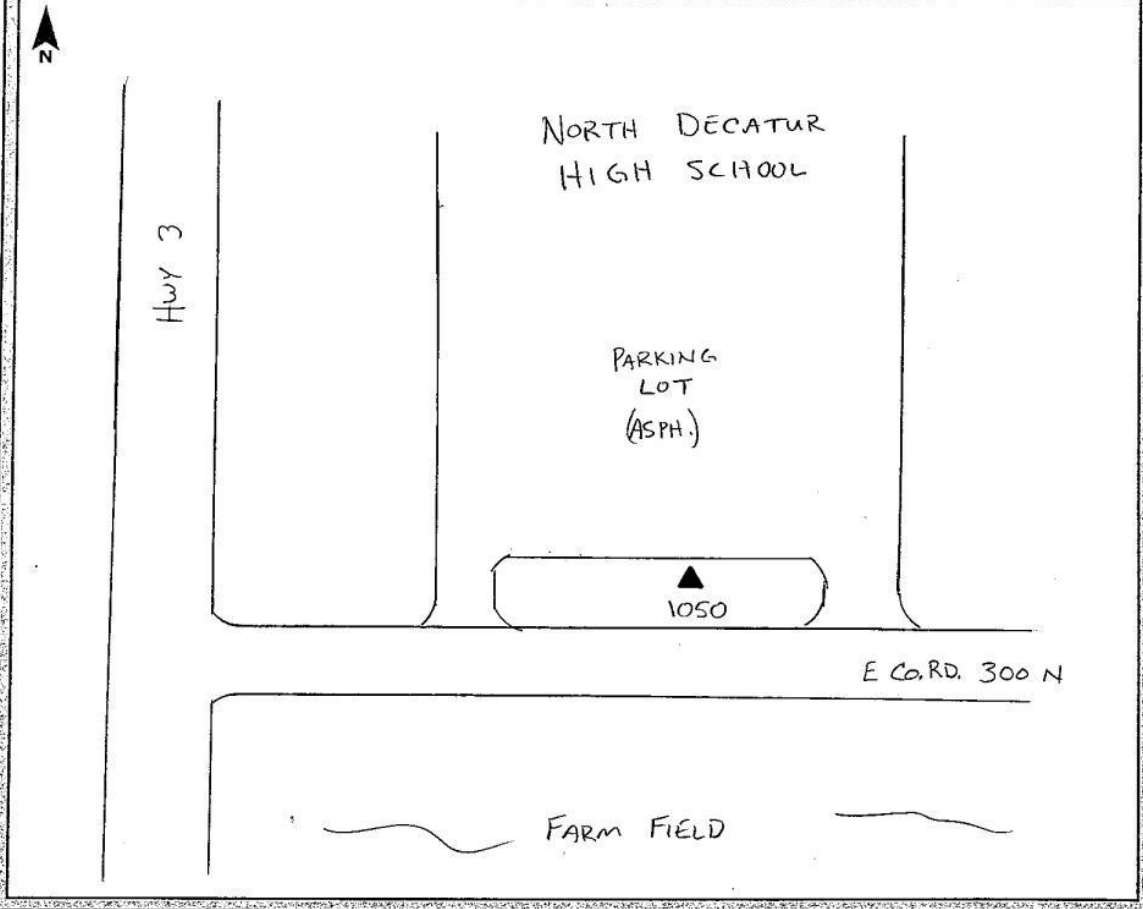 N
NORTH DECATUR
HIGH SCHOOL
HWY 3
PARKING
LOT
(ASPH.)
1050
E CO.RD. 300 N
FARM FIELD